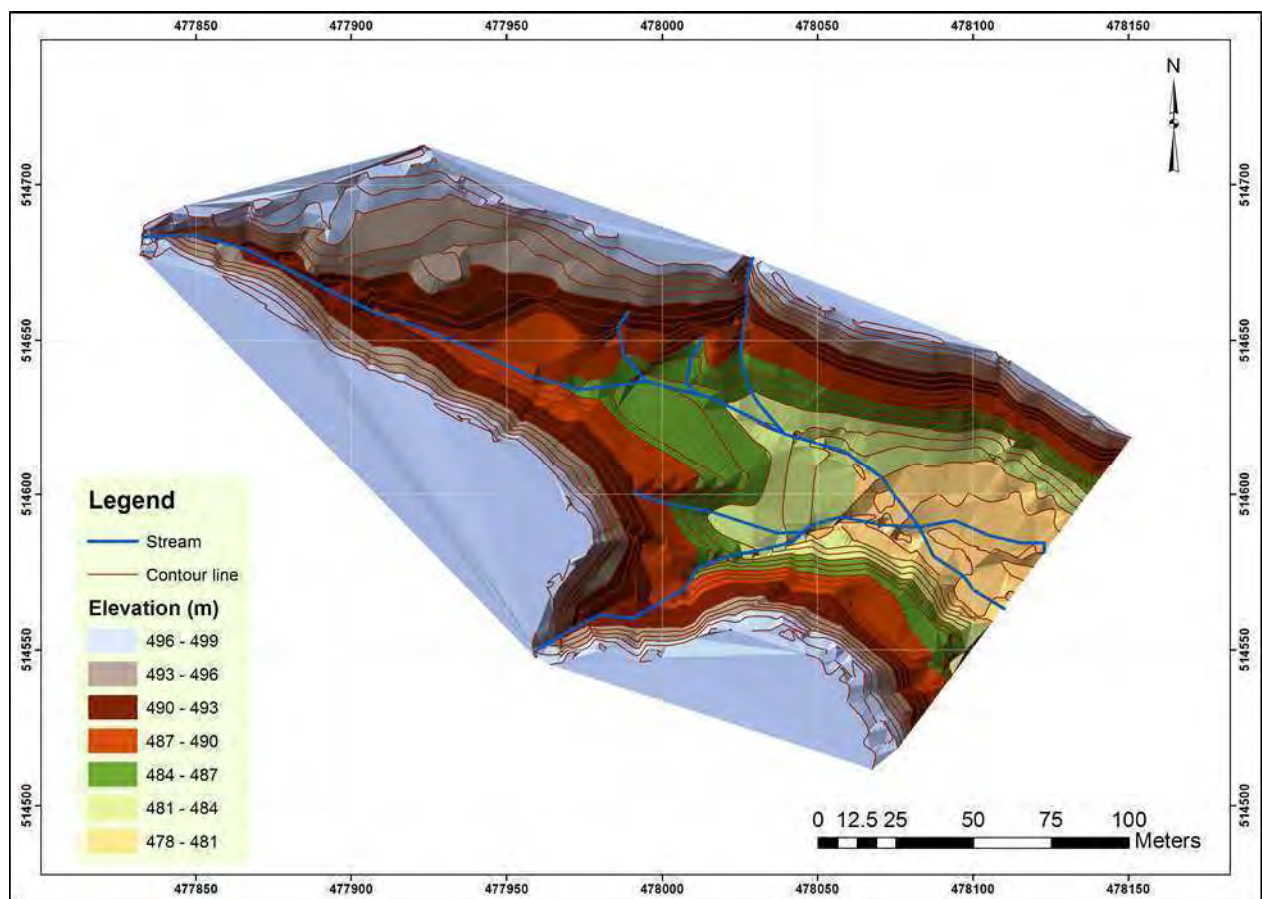 477850 477900 477950 478000 478050 478100 478150
N
514700 514700
514650 514650
514600 514600
514550 514550
514500 514500
Legend
Stream
Contour line
Elevation (m)
496 - 499
493 - 496
490 - 493
487 - 490
484 - 487
481 - 484
478 - 481
0 12.5 25 50 75 100
Meters
477850 477900 477950 478000 478050 478100 478150